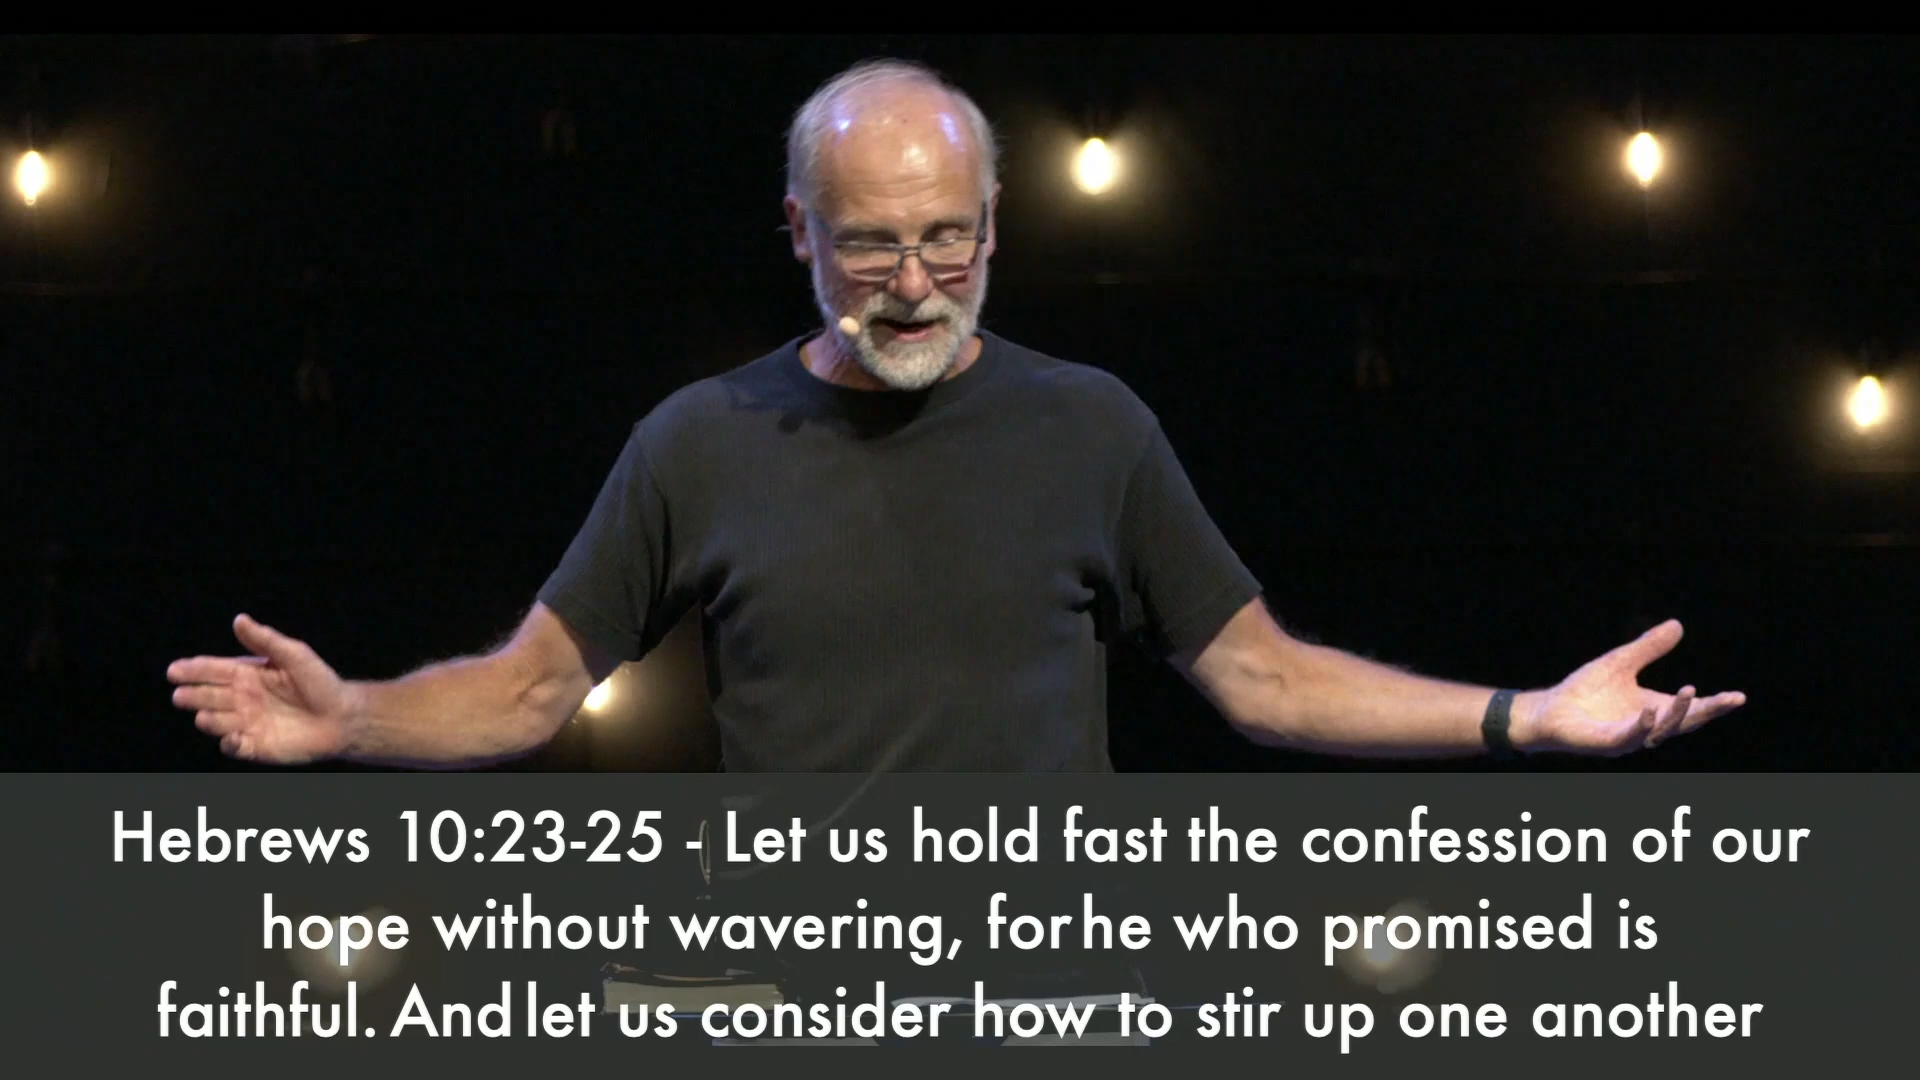 Hebrews 10:23-25 - Let us hold fast the confession of our
hope without wavering, for he who promised is
faithful. And let us consider how to stir up one another